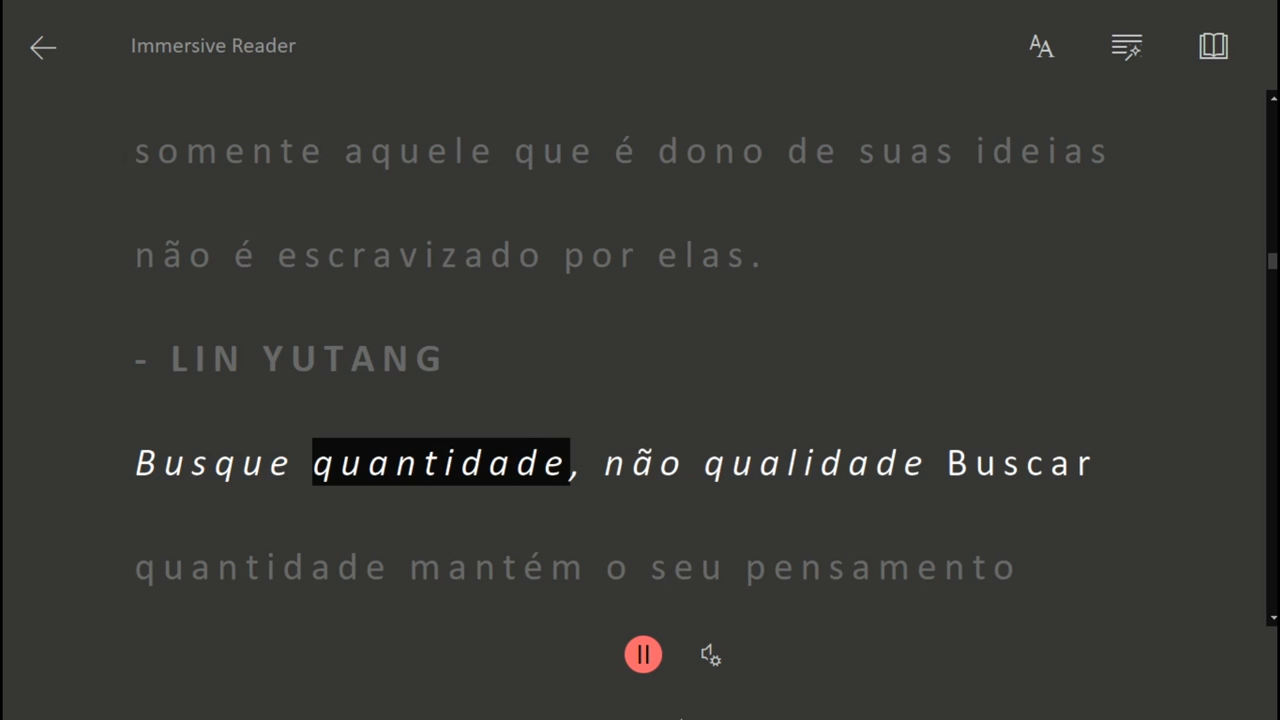 Immersive Reader
somente aquele que é dono de suas ideias
não é escravizado por elas.
- LIN YUTANG
Busque quantidade, não qualidade Buscar
quantidade mantém o seu pensamento